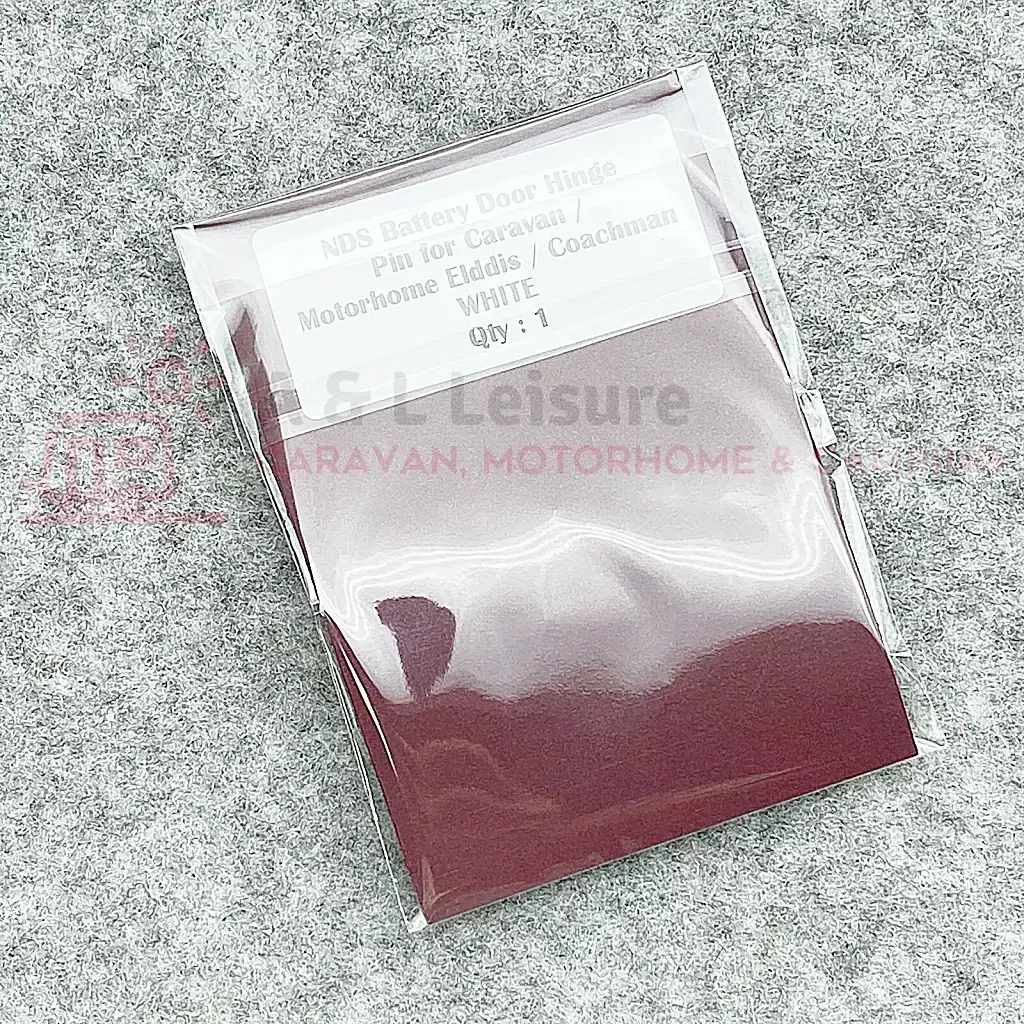 NDS Battery Door Hinge
Pin for Caravan /
Motorhome Elddis / Coachman
WHITE
Qty : 1
& L Leisure
CARAVAN, MOTORHOME &